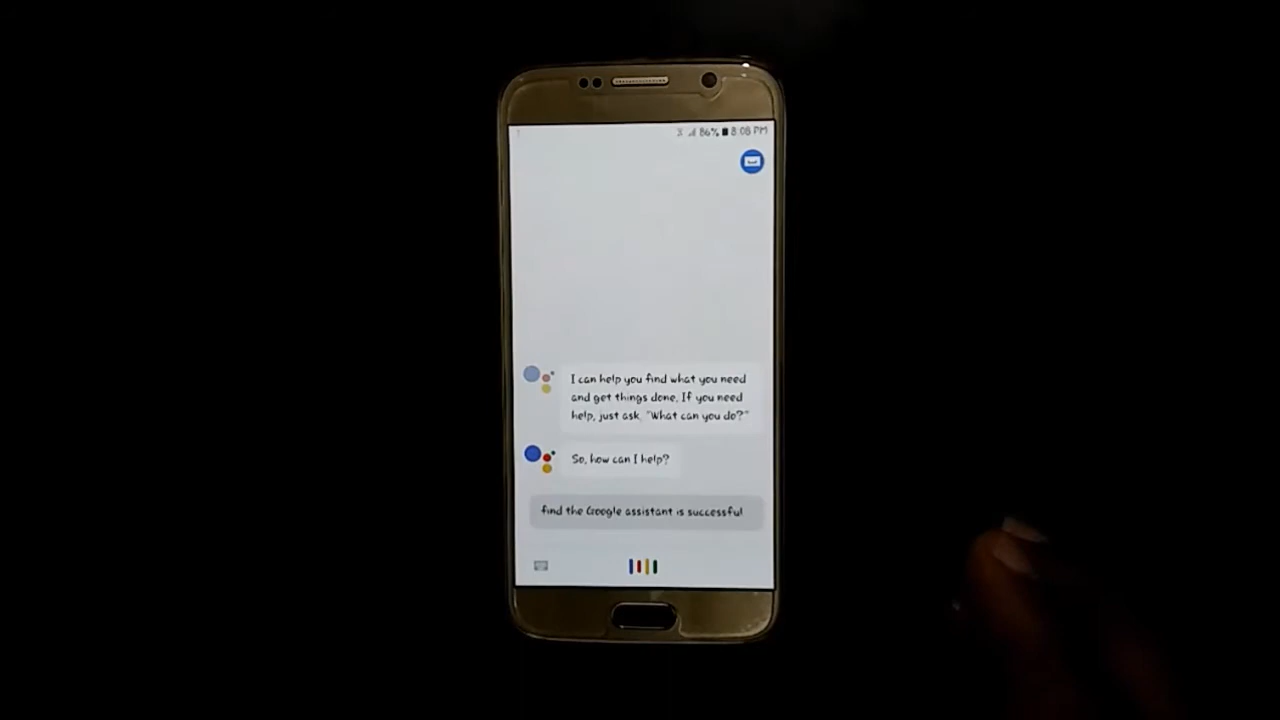 86% 8:08 PM
I can help you find what you need
and get things done. If you need
help, just ask, "What can you do?"
So, how can I help?
find the Google assistant is successful